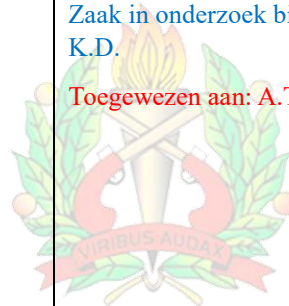 Zaak in onderzoek bi
K.D.
Toegewezen aan: A.T
VIRIBUS AUDAX